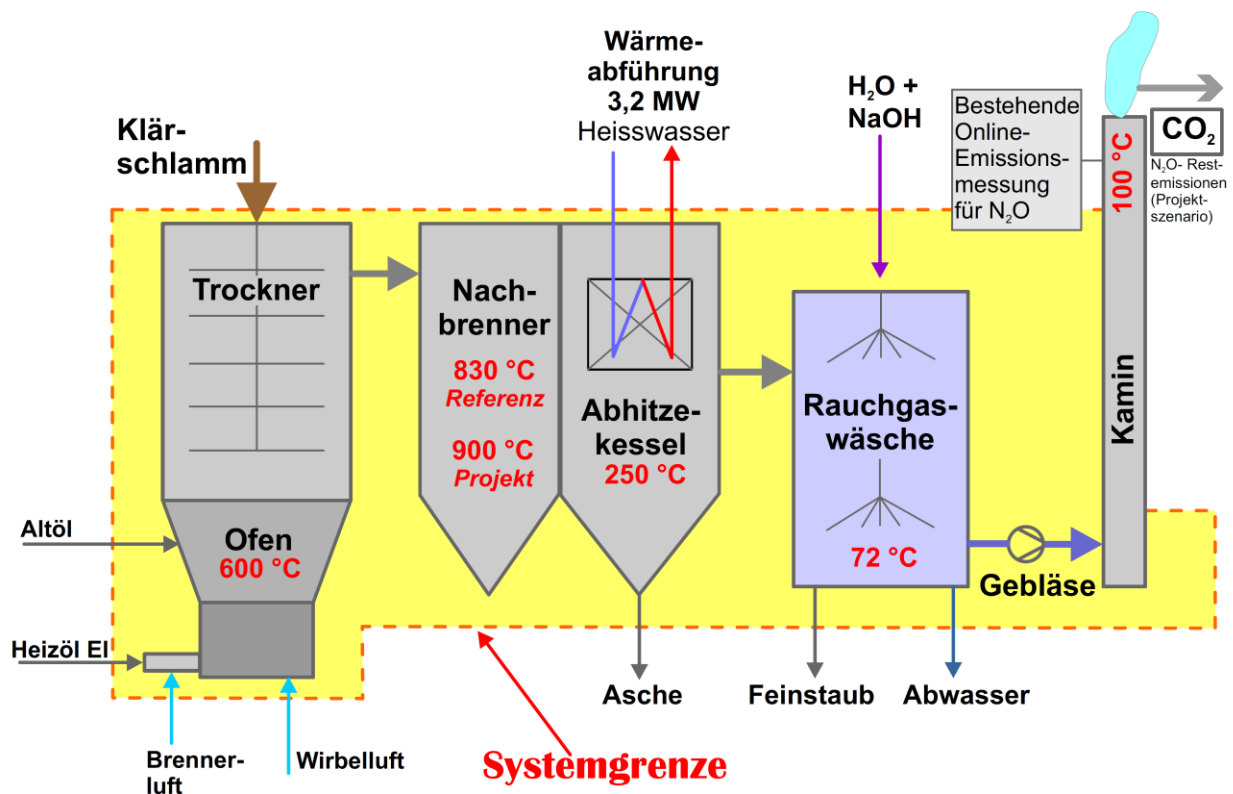 Klär-
schlamm
Wärme-
abführung
3,2 MW
Heisswasser
H₂O +
NaOH
Bestehende
Online-
Emissions-
messung
für N₂O
100 °C
CO₂
N₂O- Rest-
emissionen
(Projekt-
szenario)
Trockner
Nach-
brenner
830 °C
Referenz
900 °C
Projekt
Abhitze-
kessel
250 °C
Rauchgas-
wäsche
72 °C
Kamin
Altöl
Ofen
600 °C
Gebläse
Heizöl El
Asche
Feinstaub
Abwasser
Brenner-
luft
Wirbelluft
Systemgrenze